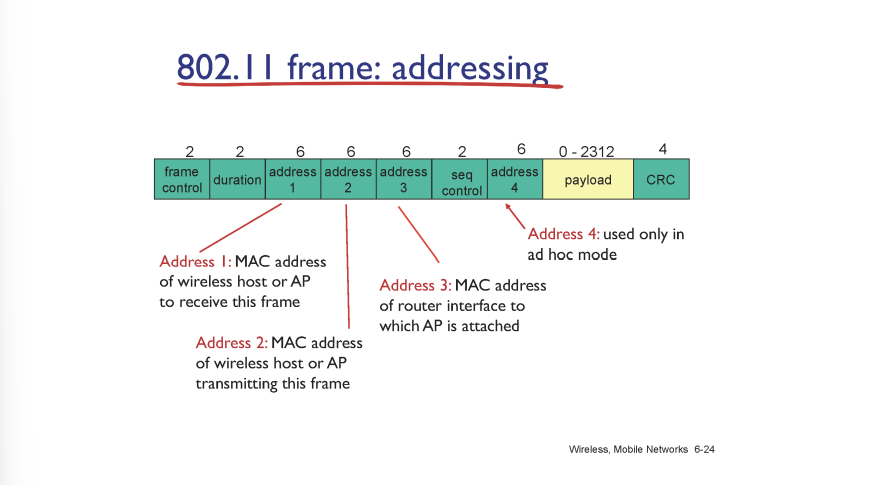 802.11 frame: addressing
2 2 6 6 6 2 6 0 - 2312 4
frame control
duration
address 1
address 2
address 3
seq control
address 4
payload
CRC
Address 4: used only in
ad hoc mode
Address 1: MAC address
of wireless host or AP
to receive this frame
Address 3: MAC address
of router interface to
which AP is attached
Address 2: MAC address
of wireless host or AP
transmitting this frame
Wireless, Mobile Networks 6-24